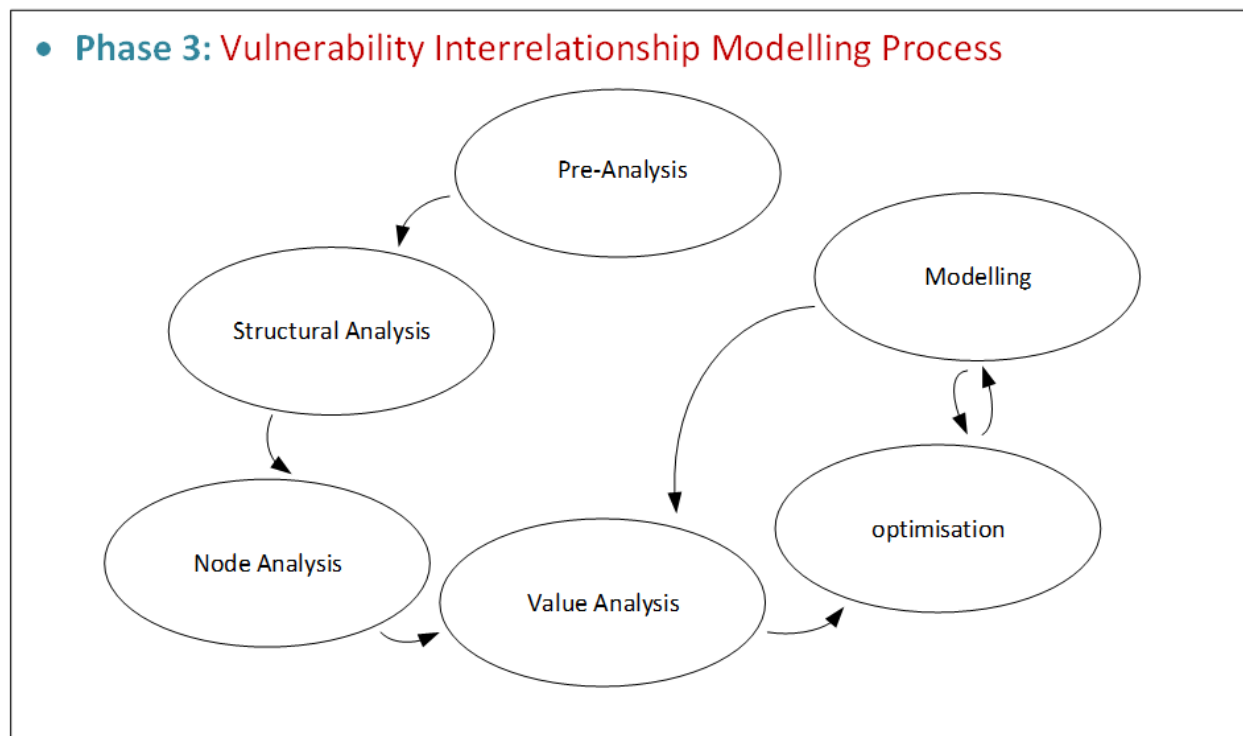 • Phase 3: Vulnerability Interrelationship Modelling Process
Pre-Analysis
Modelling
Structural Analysis
optimisation
Node Analysis
Value Analysis